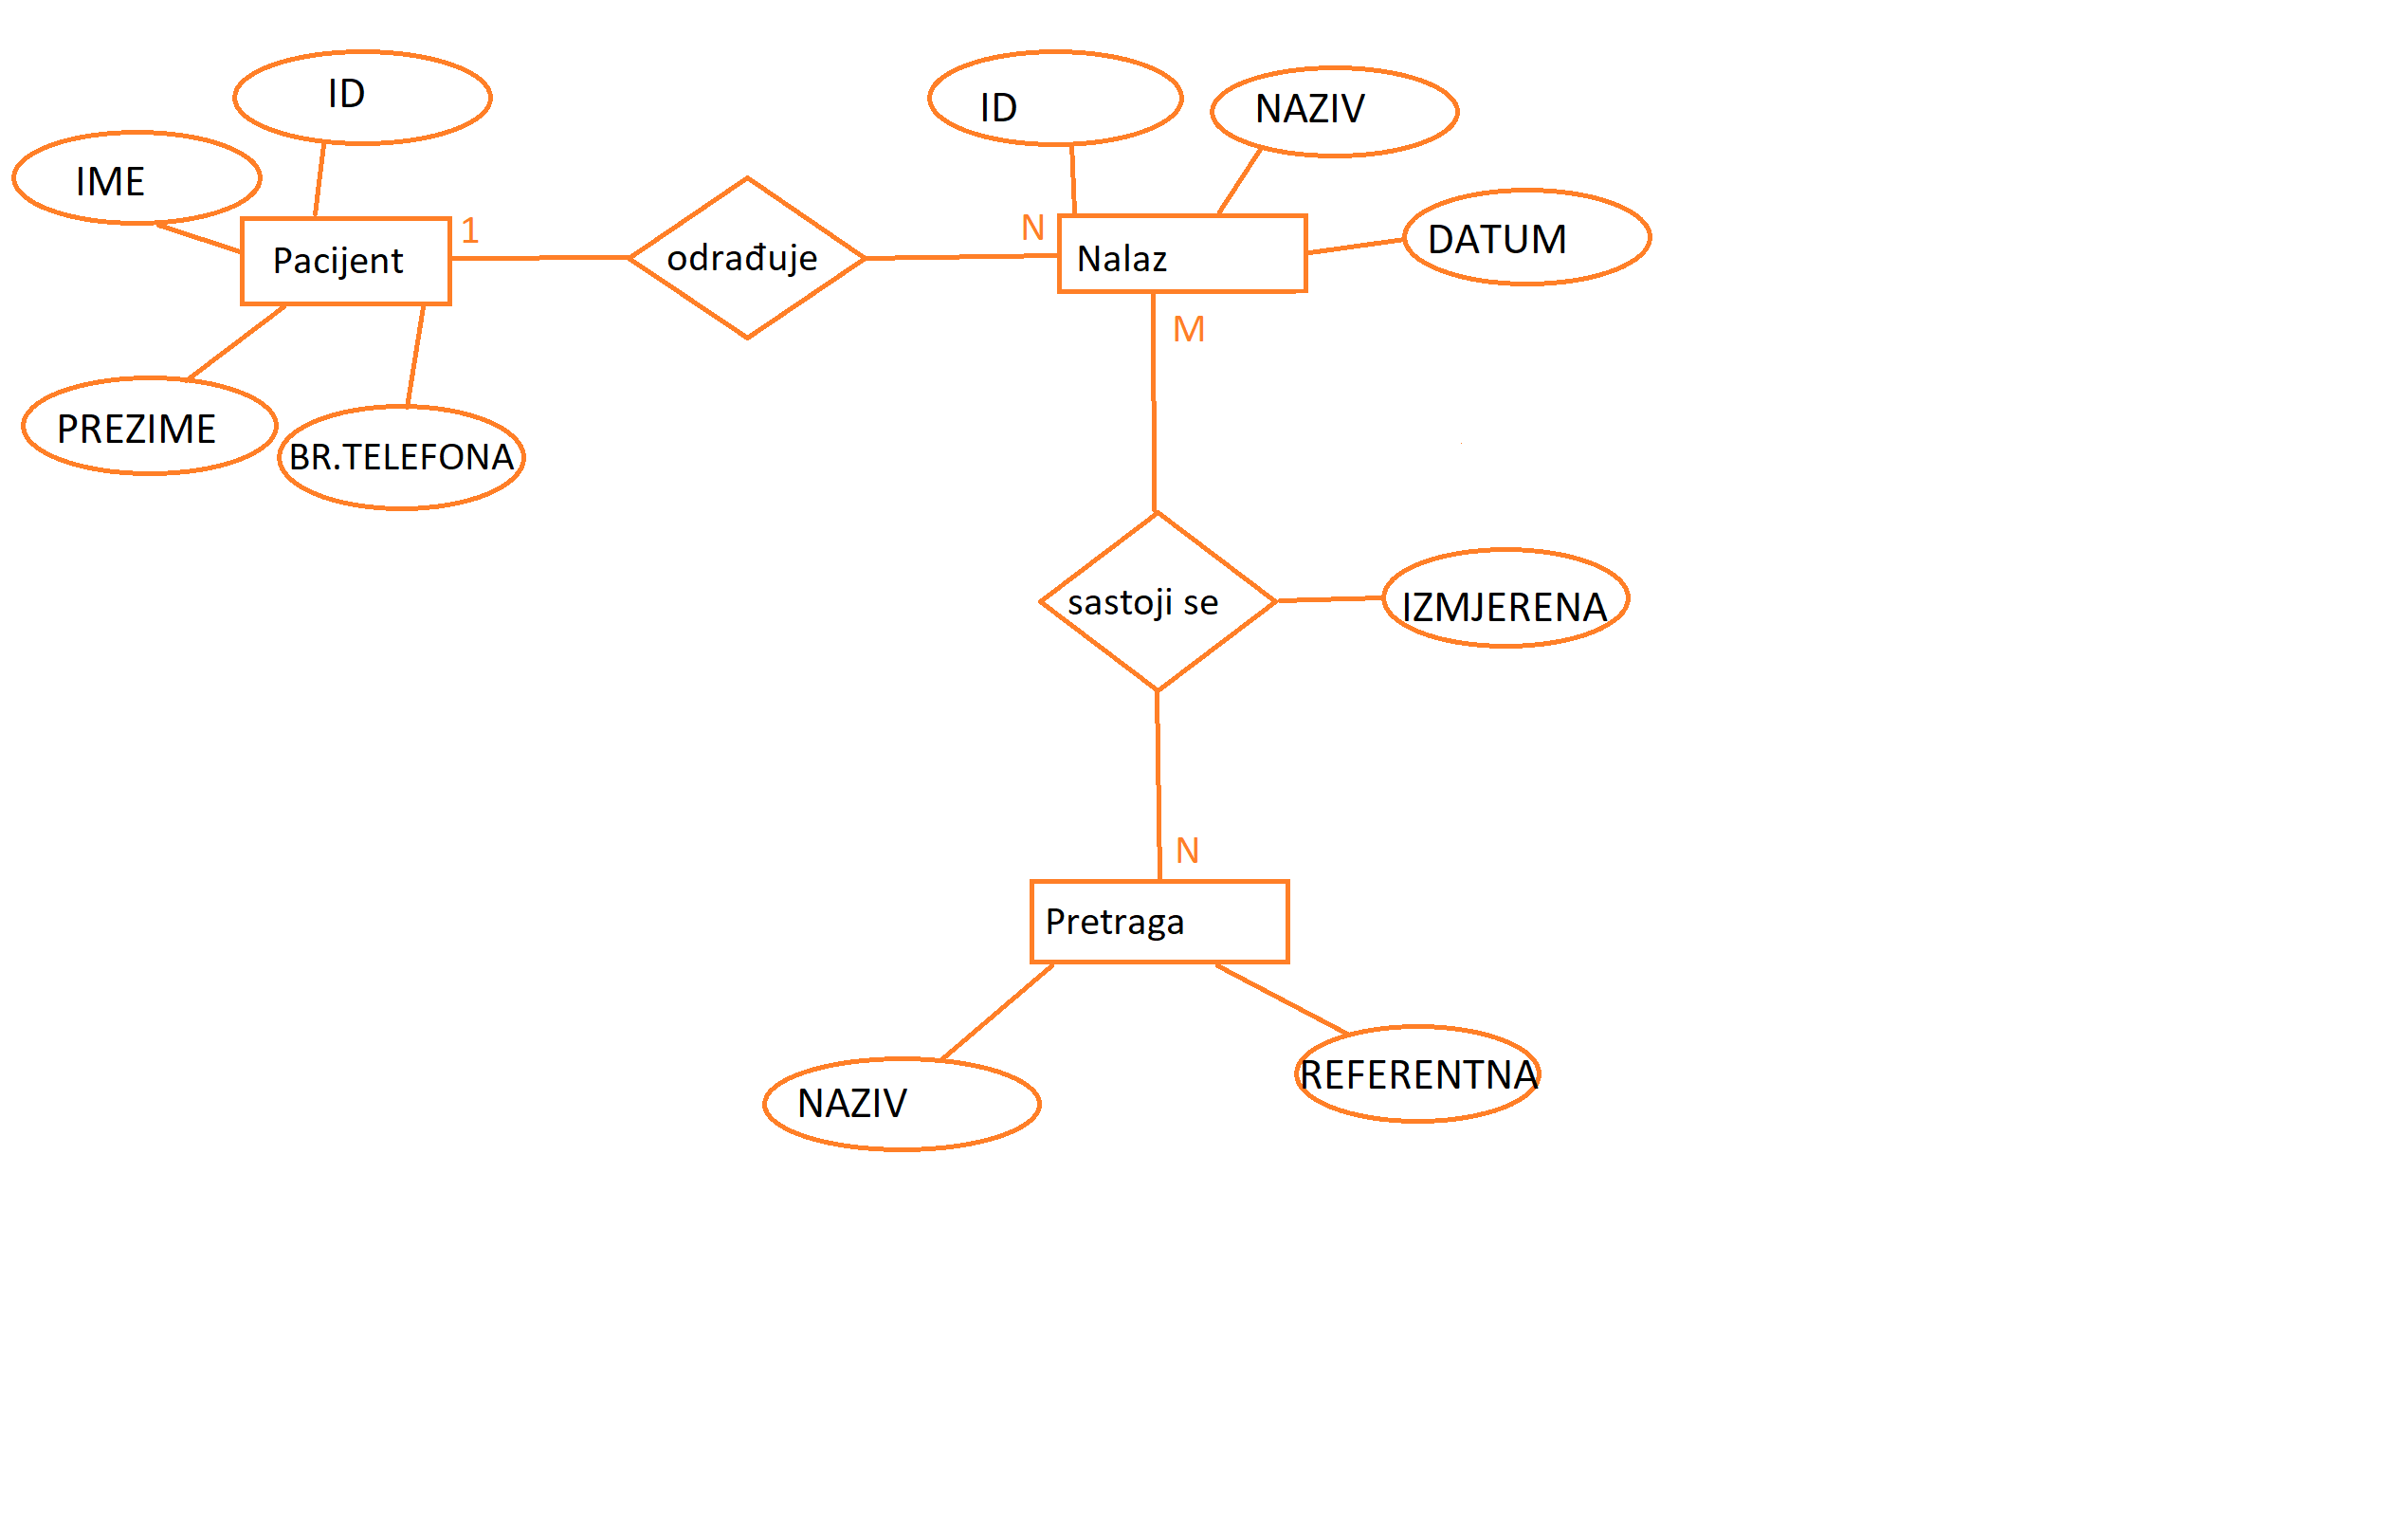 ID
ID
NAZIV
IME
DATUM
1
N
Pacijent
odrađuje
Nalaz
M
PREZIME
BR.TELEFONA
sastoji se
IZMJERENA
N
Pretraga
NAZIV
REFERENTNA